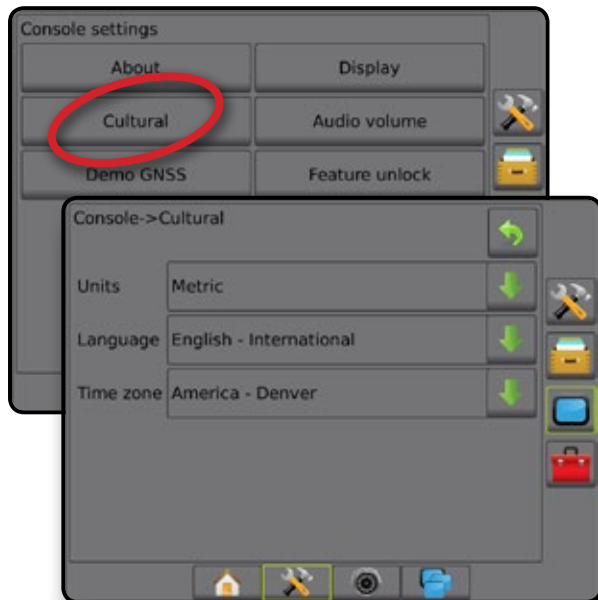 Console settings
About Display
Cultural Audio volume
Demo GNSS Feature unlock
Console->Cultural
Units Metric
Language English - International
Time zone America - Denver